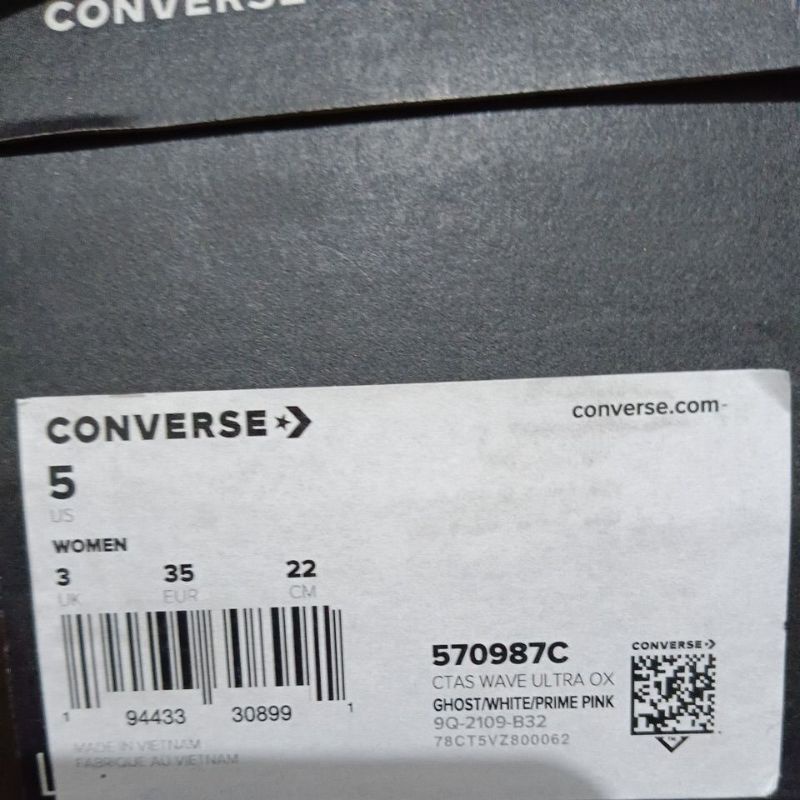 CONVERSE
CONVERSE
converse.com
5
US
WOMEN
3 35 22
UK EUR CM
1 94433 30899 1
570987C
CTAS WAVE ULTRA OX
GHOST/WHITE/PRIME PINK
9Q-2109-B32
78CT5VZ800062
CONVERSE
TM
MADE IN VIETNAM
FABRIQUE AU VIETNAM